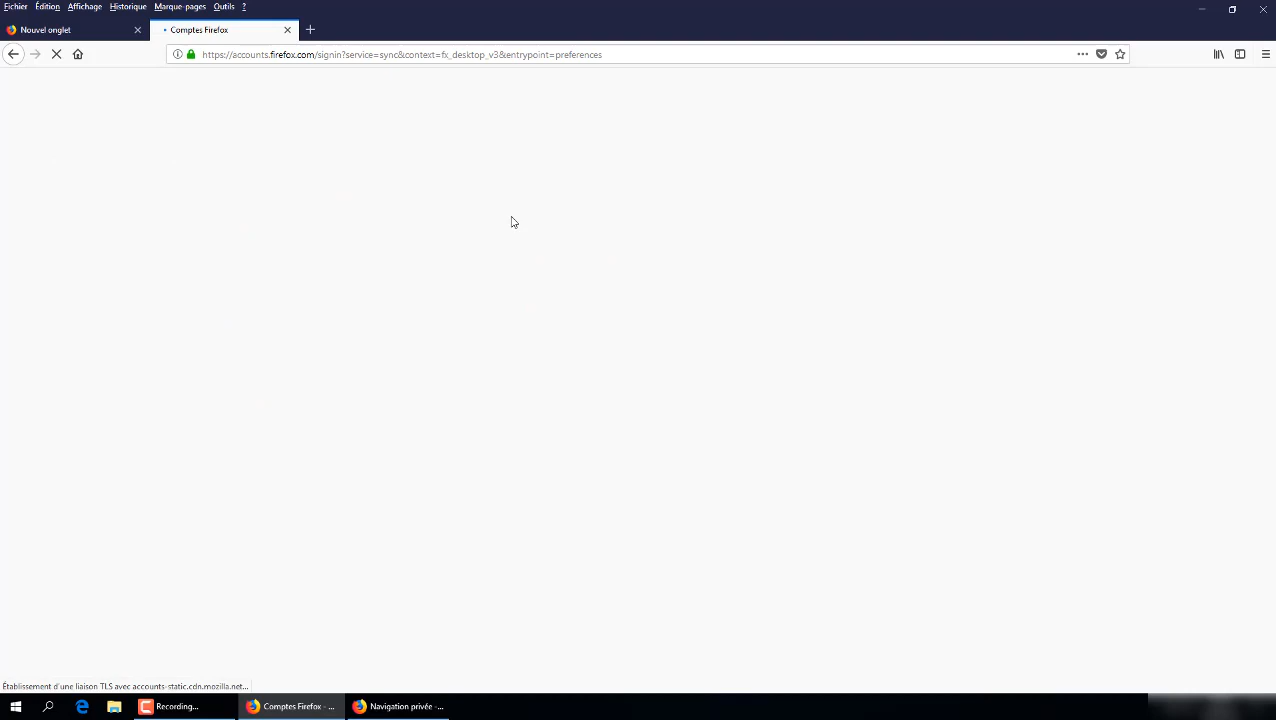 Fichier Édition Affichage Historique Marque-pages Outils ?
Nouvel onglet
Comptes Firefox
https://accounts.firefox.com/signin?service=sync&context=fx_desktop_v3&entrypoint=preferences
Établissement d'une liaison TLS avec accounts-static.cdn.mozilla.net...
Recording...
Comptes Firefox - ...
Navigation privée -...